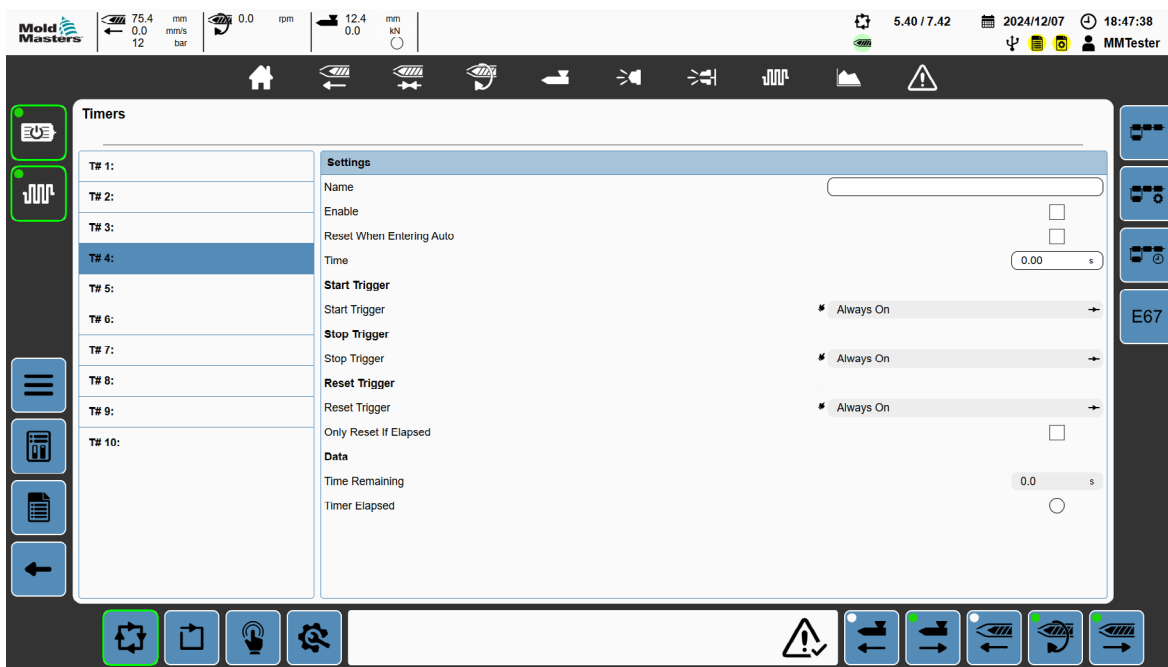 Mold Masters
75.4 mm
0.0 mm/s
12 bar
0.0 rpm
12.4 mm
0.0 kN
5.40 / 7.42
2024/12/07
18:47:38
MMTester
Timers
T# 1:
T# 2:
T# 3:
T# 4:
T# 5:
T# 6:
T# 7:
T# 8:
T# 9:
T# 10:
Settings
Name
Enable
Reset When Entering Auto
Time 0.00 s
Start Trigger
Start Trigger Always On
Stop Trigger
Stop Trigger Always On
Reset Trigger
Reset Trigger Always On
Only Reset If Elapsed
Data
Time Remaining 0.0 s
Timer Elapsed
E67